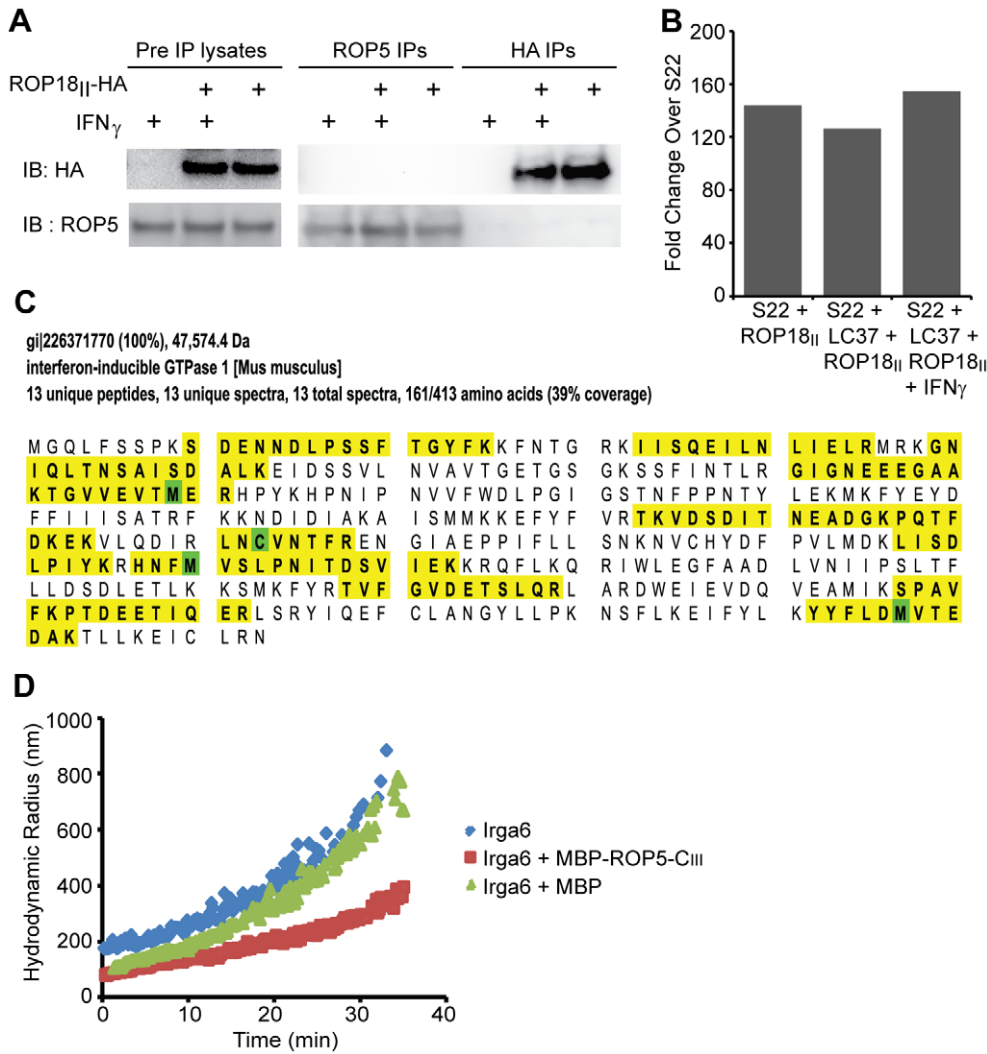 A
Pre IP lysates ROP5 IPs HA IPs
ROP18II-HA + + + + + +
IFNγ + + + + + +
IB: HA
IB : ROP5
B
Fold Change Over S22
200
160
120
80
40
0
S22 + ROP18II
S22 + LC37 + ROP18II
S22 + LC37 + ROP18II + IFNγ
C
gi|226371770 (100%), 47,574.4 Da
interferon-inducible GTPase 1 [Mus musculus]
13 unique peptides, 13 unique spectra, 13 total spectra, 161/413 amino acids (39% coverage)
MGQLFSSPKS DENNDLPSSF TGYFKKFNTG RKIISQEILN LIELRMRKGN
IQLTNSAISD ALKEIDSSVL NVAVTGETGS GKSSFINTLR GIGNEEEGAA
KTGVVEVTME RHPYKHPNIP NVVFWDLPGI GSTNFPPNTY LEKMKFYEYD
FFIIISATRF KKNDIDIAKA ISMMKKEFYF VRTKVDSDIT NEADGKPQTF
DKEKVLQDIR LNCVNTFREN GIAEPPIFLL SNKNVCHYDF PVLMDKLISD
LPIYKRHNFM VSLPNITDSV IEKKRQFLKQ RIWLEGFAAD LVNIIPSLTF
LLDSDLETLK KSMKFYRTVF GVDETSLQRL ARDWEIEVDQ VEAMIKSPAV
FKPTDEETIQ ERLSRYIQEF CLANGYLLPK NSFLKEIFYL KYYFLDMVTE
DAKTLLKEIC LRN
D
Hydrodynamic Radius (nm)
1000
800
600
400
200
0
0 10 20 30 40
Time (min)
Irga6
Irga6 + MBP-ROP5-CIII
Irga6 + MBP